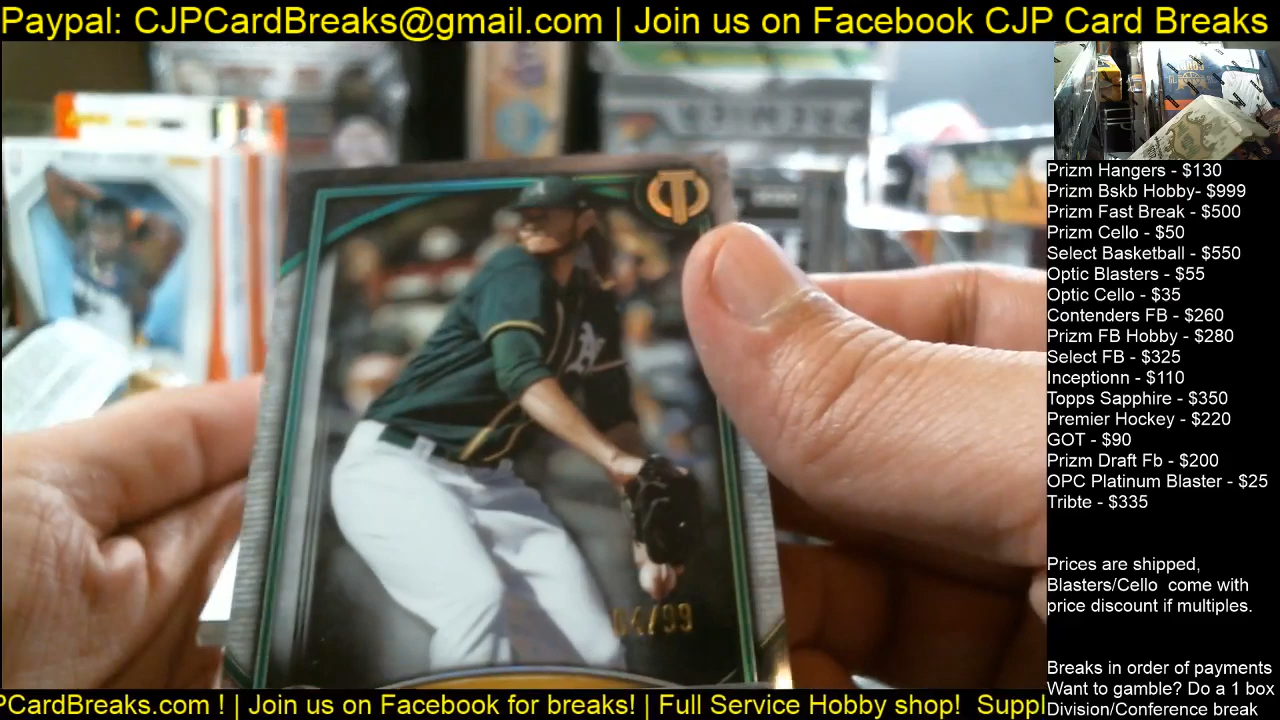 Paypal: CJPCardBreaks@gmail.com | Join us on Facebook CJP Card Breaks
Prizm Hangers - $130
Prizm Bskb Hobby- $999
Prizm Fast Break - $500
Prizm Cello - $50
Select Basketball - $550
Optic Blasters - $55
Optic Cello - $35
Contenders FB - $260
Prizm FB Hobby - $280
Select FB - $325
Inceptionn - $110
Topps Sapphire - $350
Premier Hockey - $220
GOT - $90
Prizm Draft Fb - $200
OPC Platinum Blaster - $25
Tribte - $335
Prices are shipped,
Blasters/Cello come with
price discount if multiples.
Breaks in order of payments
Want to gamble? Do a 1 box
Division/Conference break
04/99
PCardBreaks.com ! | Join us on Facebook for breaks! | Full Service Hobby shop! Suppl